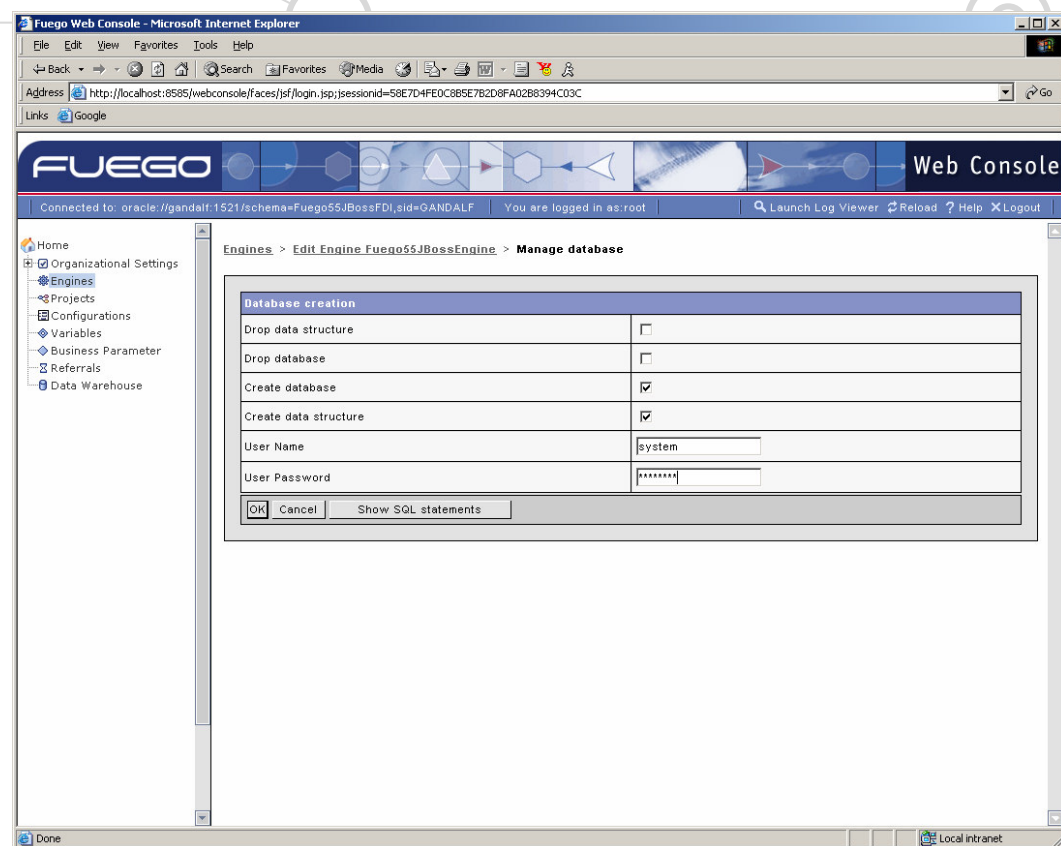 Fuego Web Console - Microsoft Internet Explorer
File Edit View Favorites Tools Help
Back Search Favorites Media
Address http://localhost:8585/webconsole/faces/jsf/login.jsp;jsessionid=58E7D4FE0C8B5E7B2D8FA02B8394C03C Go
Links Google
FUEGO Web Console
Connected to: oracle://gandalf:1521/schema=Fuego55JBossFDI,sid=GANDALF You are logged in as:root Launch Log Viewer Reload ? Help Logout
Home
Organizational Settings
Engines
Projects
Configurations
Variables
Business Parameter
Referrals
Data Warehouse
Engines > Edit Engine Fuego55JBossEngine > Manage database
Database creation
Drop data structure
Drop database
Create database
Create data structure
User Name system
User Password ********
OK Cancel Show SQL statements
Done Local intranet